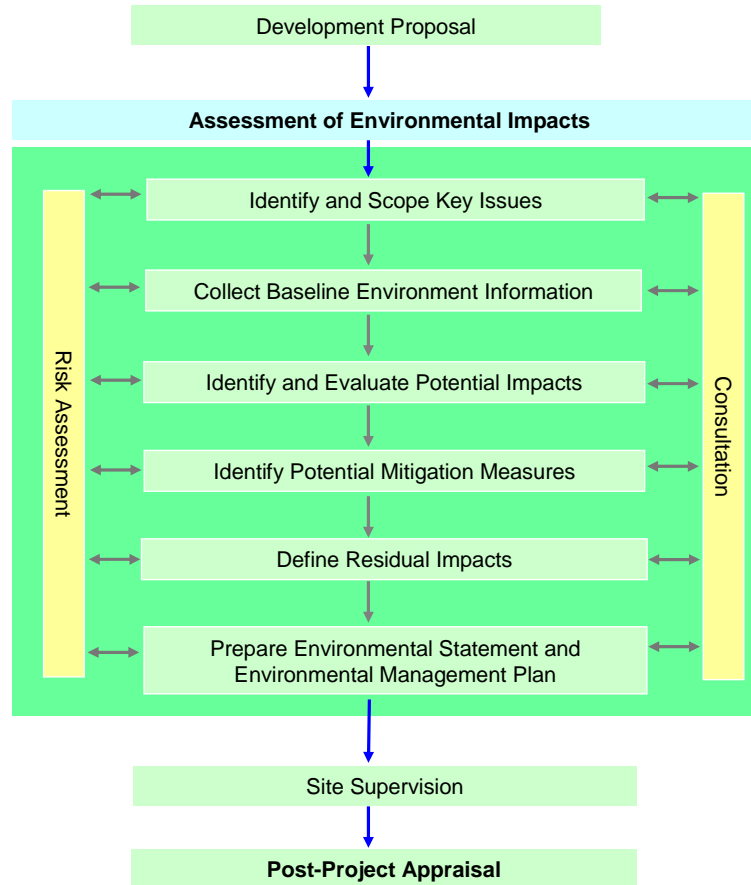 Development Proposal
Assessment of Environmental Impacts
Identify and Scope Key Issues
Collect Baseline Environment Information
Identify and Evaluate Potential Impacts
Identify Potential Mitigation Measures
Define Residual Impacts
Prepare Environmental Statement and
Environmental Management Plan
Risk Assessment
Consultation
Site Supervision
Post-Project Appraisal